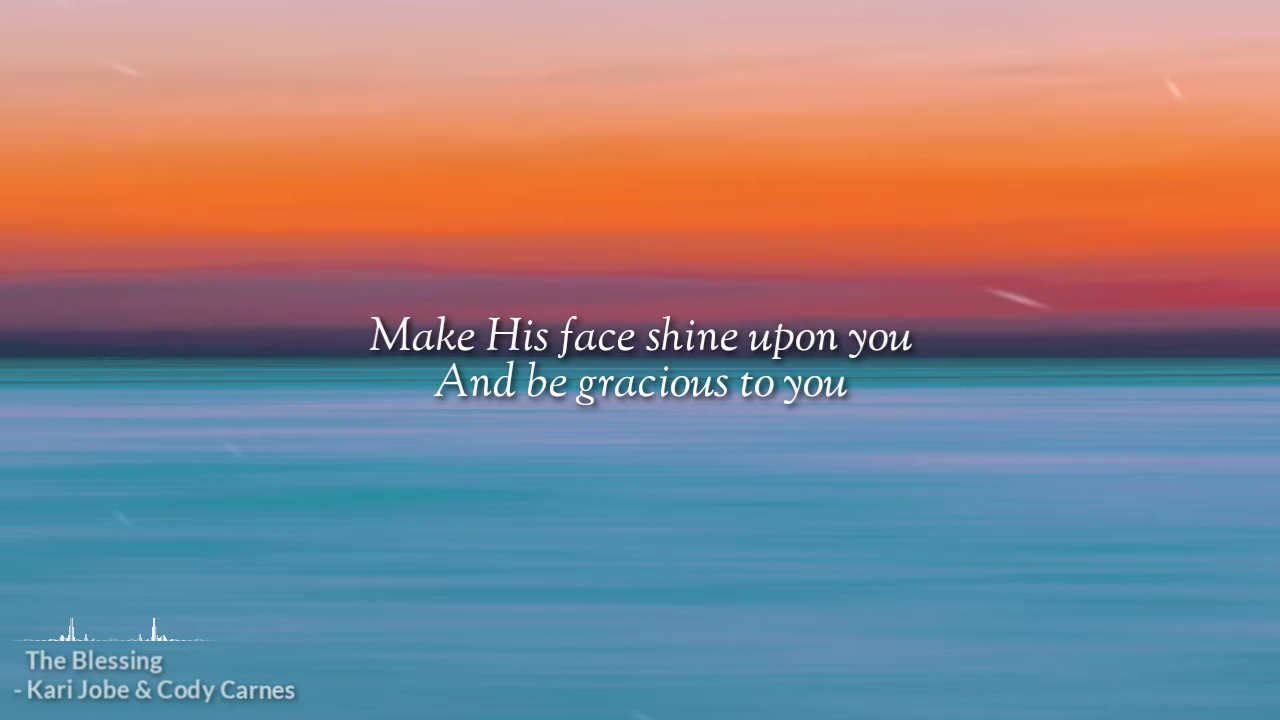 Make His face shine upon you
And be gracious to you
The Blessing
- Kari Jobe & Cody Carnes